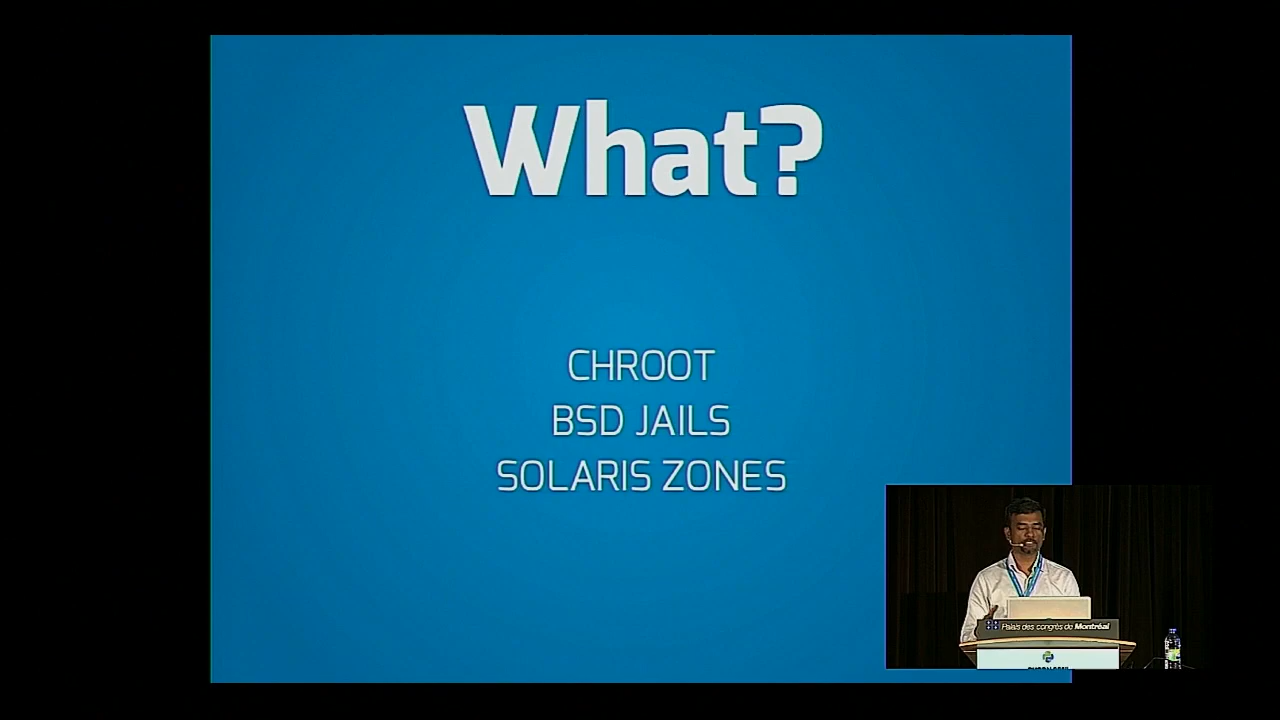 What?
CHROOT
BSD JAILS
SOLARIS ZONES
Palais des congrès de Montréal